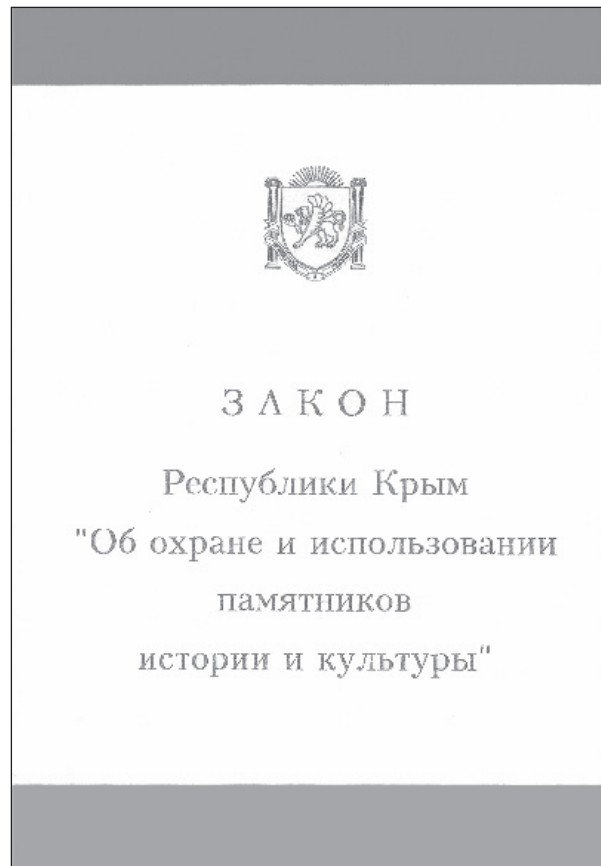 ЗАКОН
Республики Крым
"Об охране и использовании
памятников
истории и культуры"